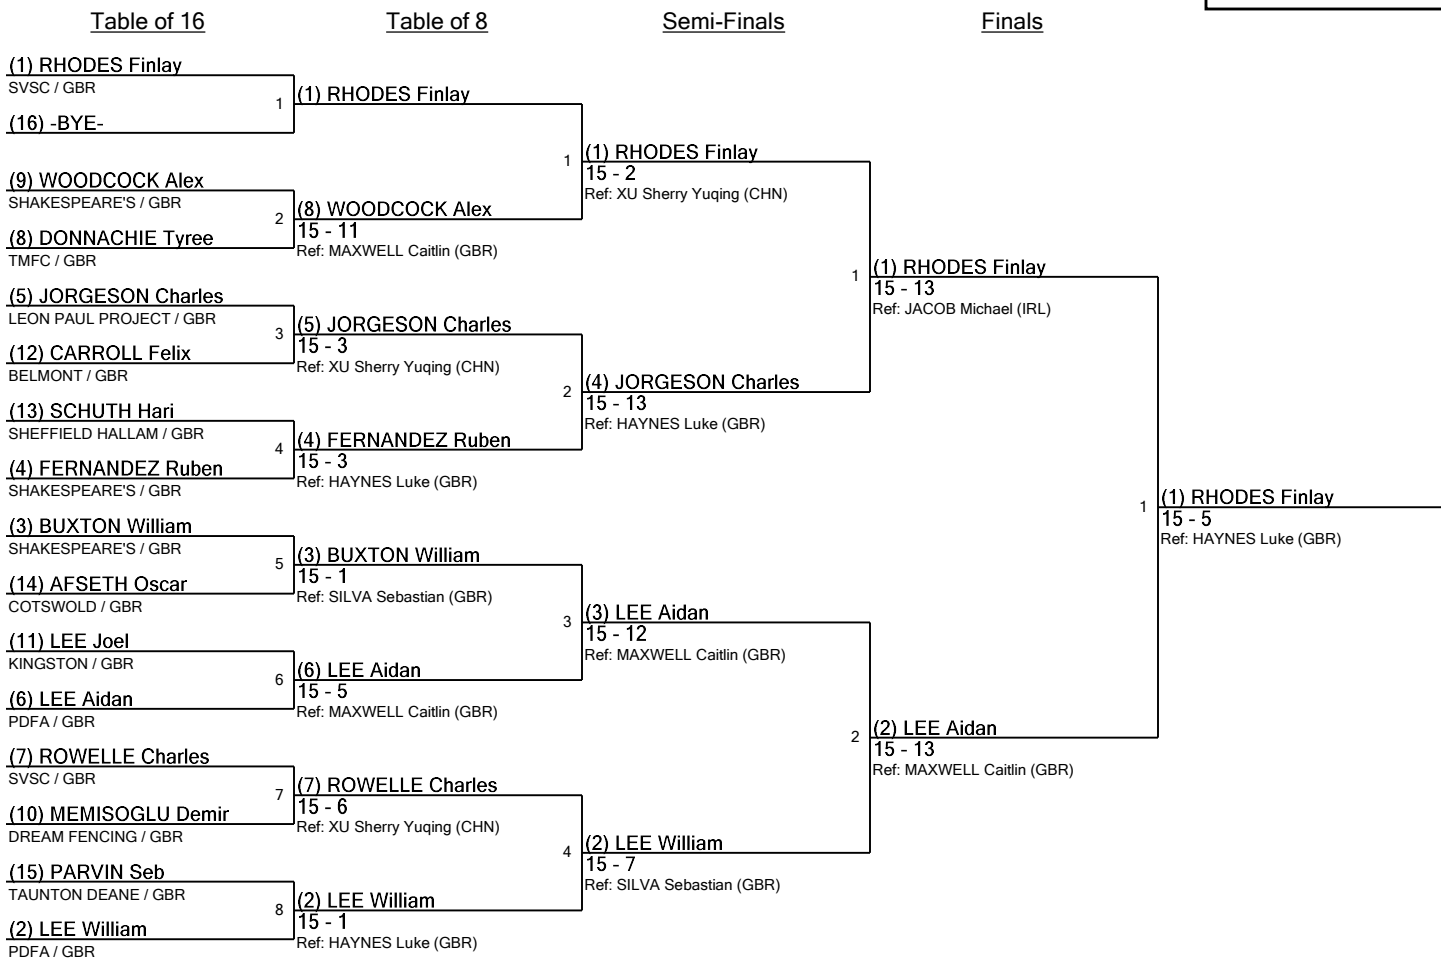 Table of 16
Table of 8
Semi-Finals
Finals
(1) RHODES Finlay
SVSC / GBR
(16) -BYE-
(9) WOODCOCK Alex
SHAKESPEARE'S / GBR
(8) DONNACHIE Tyree
TMFC / GBR
(5) JORGESON Charles
LEON PAUL PROJECT / GBR
(12) CARROLL Felix
BELMONT / GBR
(13) SCHUTH Hari
SHEFFIELD HALLAM / GBR
(4) FERNANDEZ Ruben
SHAKESPEARE'S / GBR
(3) BUXTON William
SHAKESPEARE'S / GBR
(14) AFSETH Oscar
COTSWOLD / GBR
(11) LEE Joel
KINGSTON / GBR
(6) LEE Aidan
PDFA / GBR
(7) ROWELLE Charles
SVSC / GBR
(10) MEMISOGLU Demir
DREAM FENCING / GBR
(15) PARVIN Seb
TAUNTON DEANE / GBR
(2) LEE William
PDFA / GBR
1
(1) RHODES Finlay
2
(8) WOODCOCK Alex
15 - 11
Ref: MAXWELL Caitlin (GBR)
3
(5) JORGESON Charles
15 - 3
Ref: XU Sherry Yuqing (CHN)
4
(4) FERNANDEZ Ruben
15 - 3
Ref: HAYNES Luke (GBR)
5
(3) BUXTON William
15 - 1
Ref: SILVA Sebastian (GBR)
6
(6) LEE Aidan
15 - 5
Ref: MAXWELL Caitlin (GBR)
7
(7) ROWELLE Charles
15 - 6
Ref: XU Sherry Yuqing (CHN)
8
(2) LEE William
15 - 1
Ref: HAYNES Luke (GBR)
1
(1) RHODES Finlay
15 - 2
Ref: XU Sherry Yuqing (CHN)
2
(4) JORGESON Charles
15 - 13
Ref: HAYNES Luke (GBR)
3
(3) LEE Aidan
15 - 12
Ref: MAXWELL Caitlin (GBR)
4
(2) LEE William
15 - 7
Ref: SILVA Sebastian (GBR)
1
(1) RHODES Finlay
15 - 13
Ref: JACOB Michael (IRL)
2
(2) LEE Aidan
15 - 13
Ref: MAXWELL Caitlin (GBR)
1
(1) RHODES Finlay
15 - 5
Ref: HAYNES Luke (GBR)